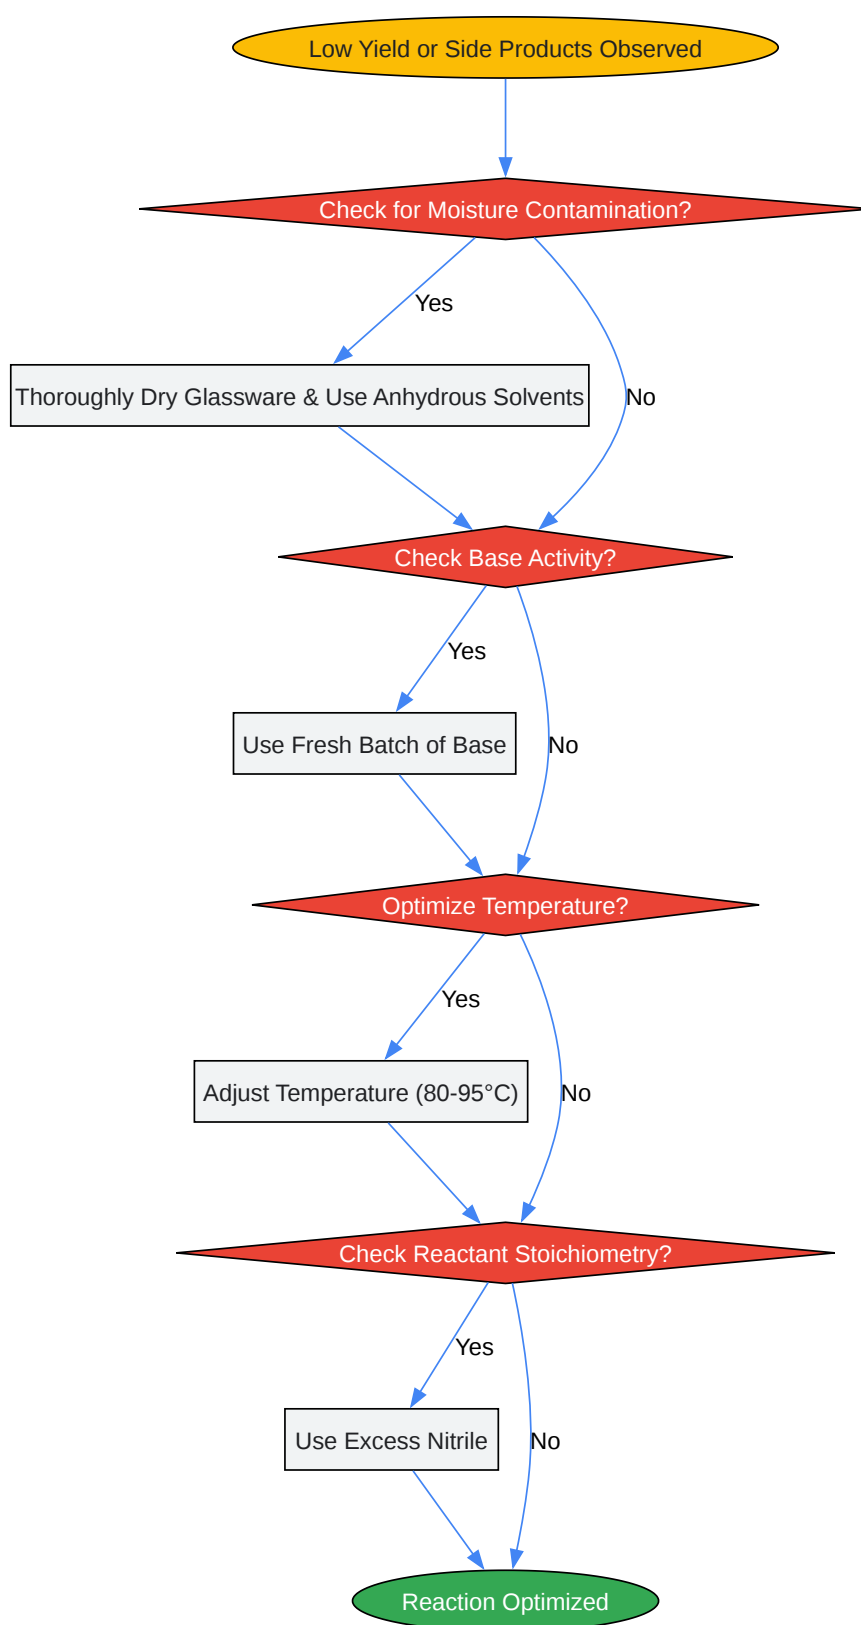 Low Yield or Side Products Observed
Check for Moisture Contamination?
Yes
Thoroughly Dry Glassware & Use Anhydrous Solvents
No
Check Base Activity?
Yes
Use Fresh Batch of Base
No
Optimize Temperature?
Yes
Adjust Temperature (80-95°C)
No
Check Reactant Stoichiometry?
Yes
Use Excess Nitrile
No
Reaction Optimized